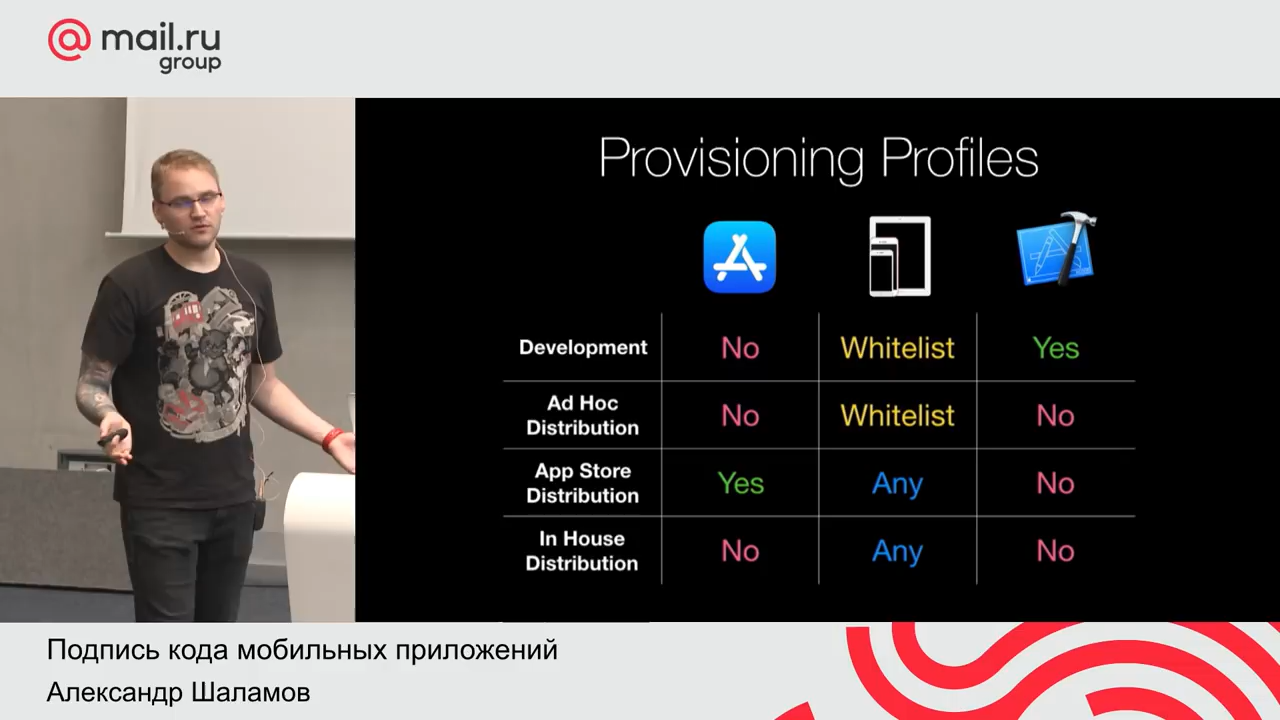 @ mail.ru
group
Provisioning Profiles
Development No Whitelist Yes
Ad Hoc
Distribution No Whitelist No
App Store
Distribution Yes Any No
In House
Distribution No Any No
Подпись кода мобильных приложений
Александр Шаламов